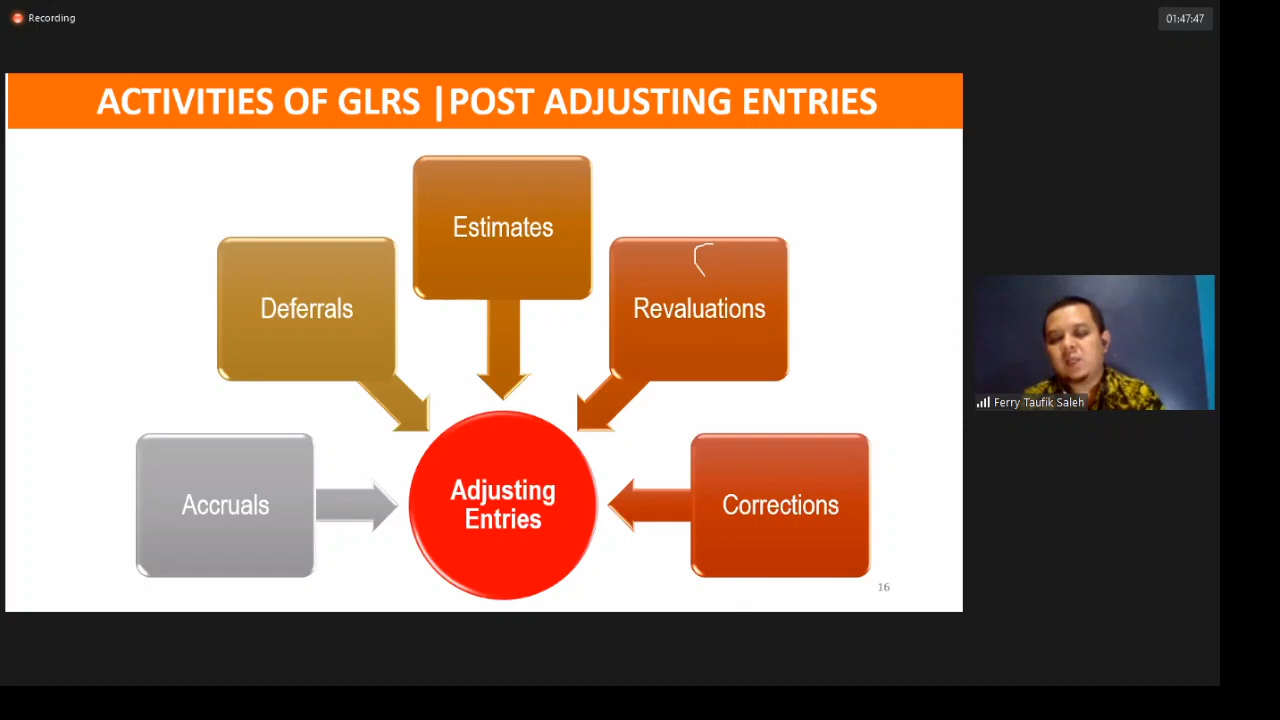 Recording
01:47:47
ACTIVITIES OF GLRS |POST ADJUSTING ENTRIES
Estimates
Deferrals
Revaluations
Accruals
Adjusting
Entries
Corrections
16
Ferry Taufik Saleh